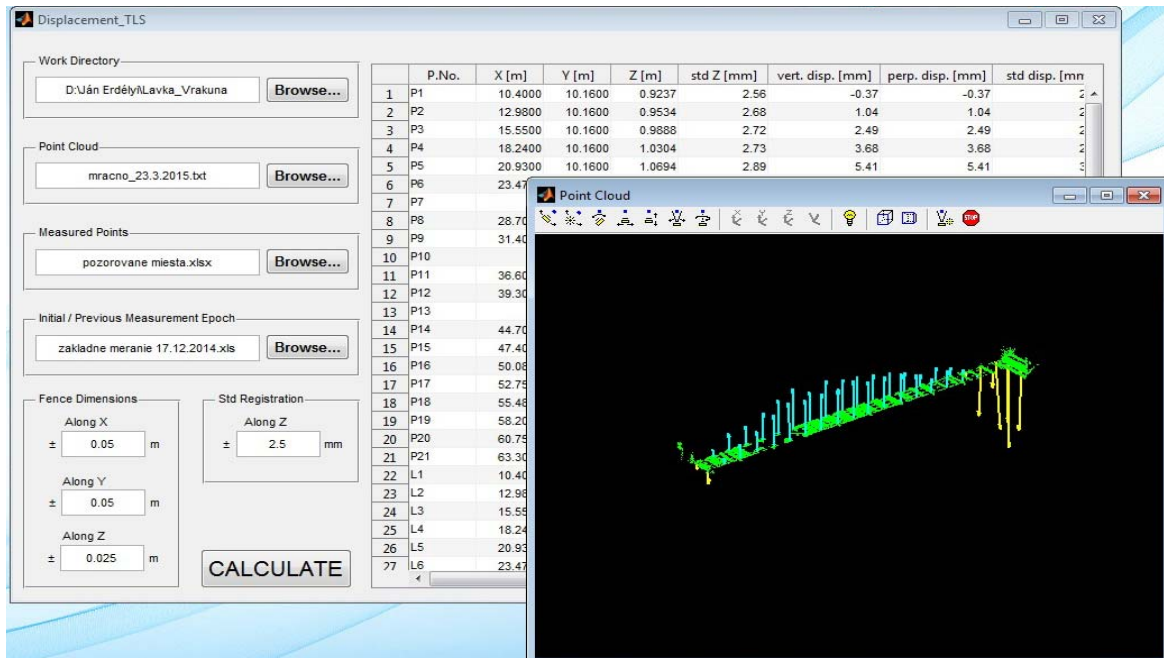 Displacement_TLS
Work Directory
D:\Ján Erdélyi\Lavka_Vrakuna Browse...
Point Cloud
mracno_23.3.2015.txt Browse...
Measured Points
pozorovane miesta.xlsx Browse...
Initial / Previous Measurement Epoch
zakladne meranie 17.12.2014.xls Browse...
Fence Dimensions
Along X
± 0.05 m
Along Y
± 0.05 m
Along Z
± 0.025 m
Std Registration
Along Z
± 2.5 mm
CALCULATE
P.No. X [m] Y [m] Z [m] std Z [mm] vert. disp. [mm] perp. disp. [mm] std disp. [mm
1 P1 10.4000 10.1600 0.9237 2.56 -0.37 -0.37 2
2 P2 12.9800 10.1600 0.9534 2.68 1.04 1.04 2
3 P3 15.5500 10.1600 0.9888 2.72 2.49 2.49 2
4 P4 18.2400 10.1600 1.0304 2.73 3.68 3.68 2
5 P5 20.9300 10.1600 1.0694 2.89 5.41 5.41 3
6 P6 23.47
7 P7
8 P8 28.70
9 P9 31.40
10 P10
11 P11 36.60
12 P12 39.30
13 P13
14 P14 44.70
15 P15 47.40
16 P16 50.08
17 P17 52.75
18 P18 55.48
19 P19 58.20
20 P20 60.75
21 P21 63.30
22 L1 10.40
23 L2 12.98
24 L3 15.55
25 L4 18.24
26 L5 20.93
27 L6 23.47
Point Cloud
STOP